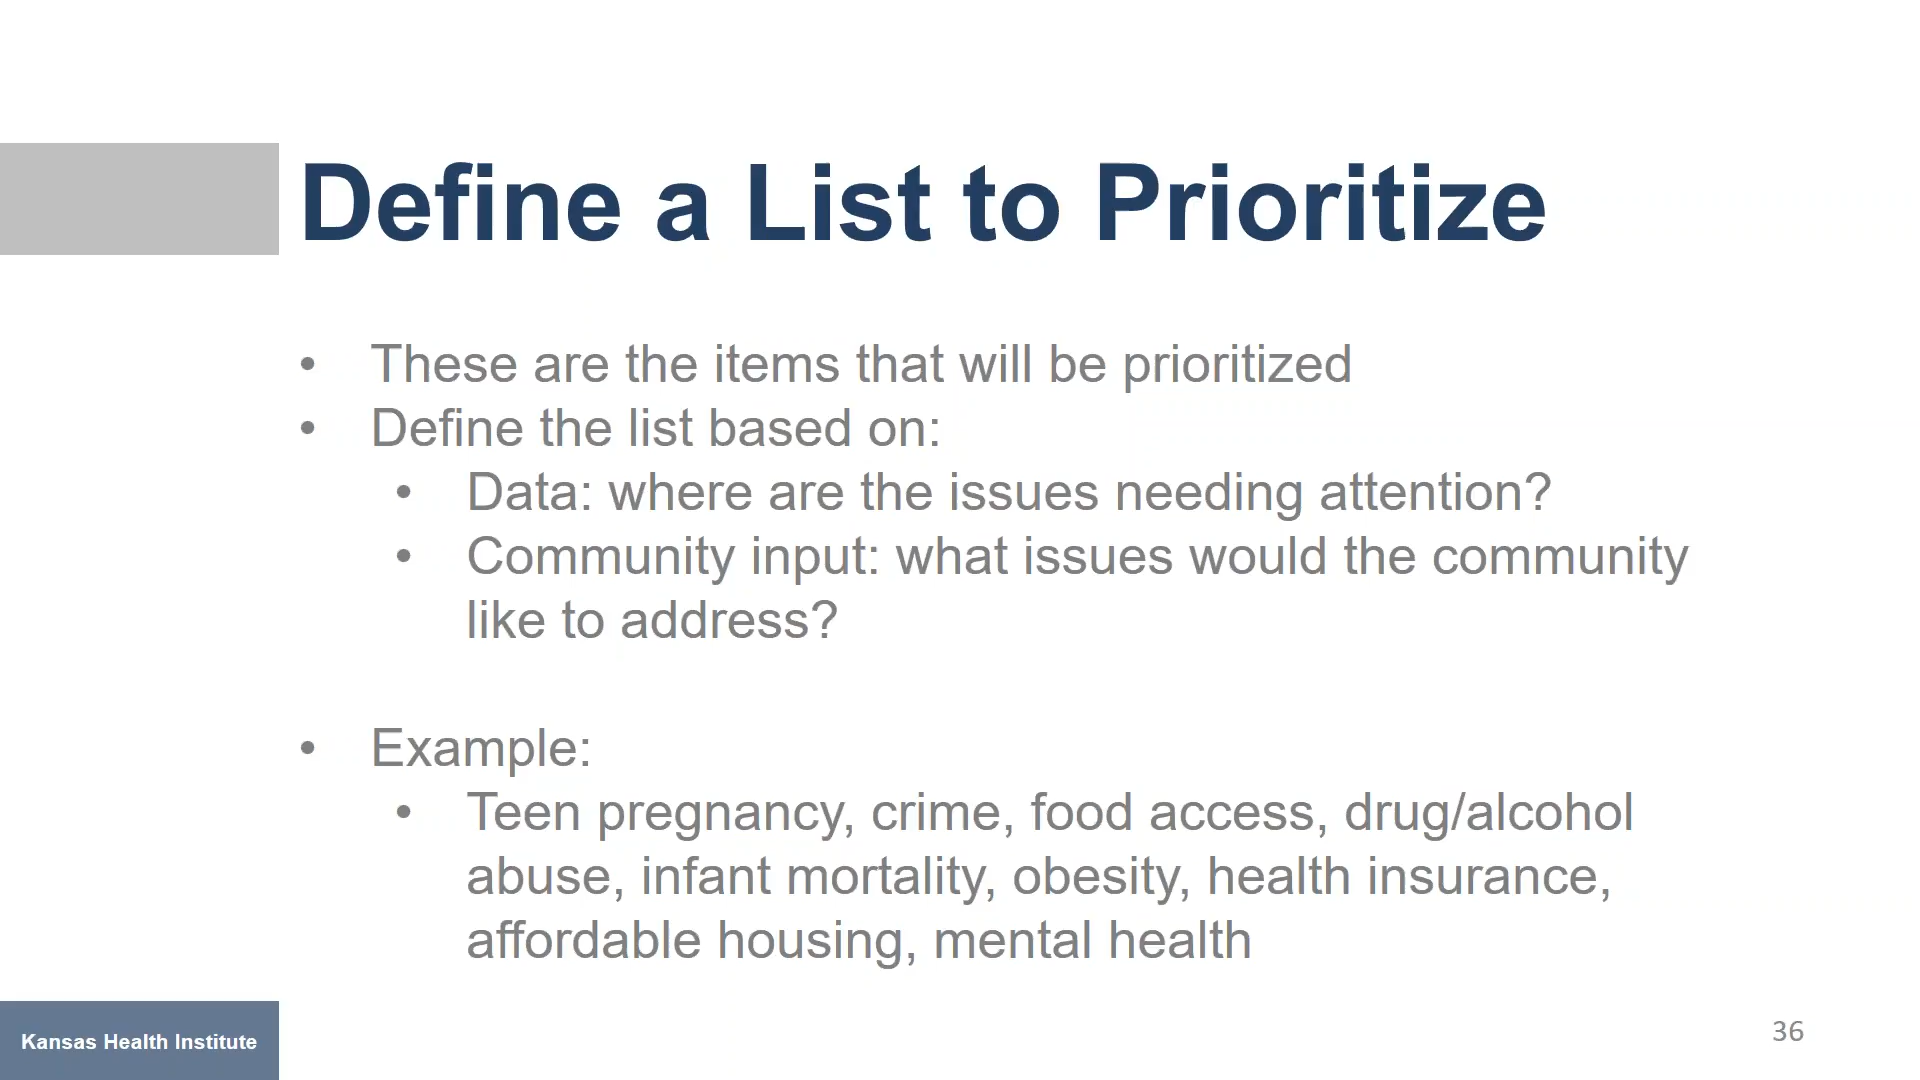 Define a List to Prioritize
• These are the items that will be prioritized
• Define the list based on:
• Data: where are the issues needing attention?
• Community input: what issues would the community
like to address?
• Example:
• Teen pregnancy, crime, food access, drug/alcohol
abuse, infant mortality, obesity, health insurance,
affordable housing, mental health
Kansas Health Institute
36